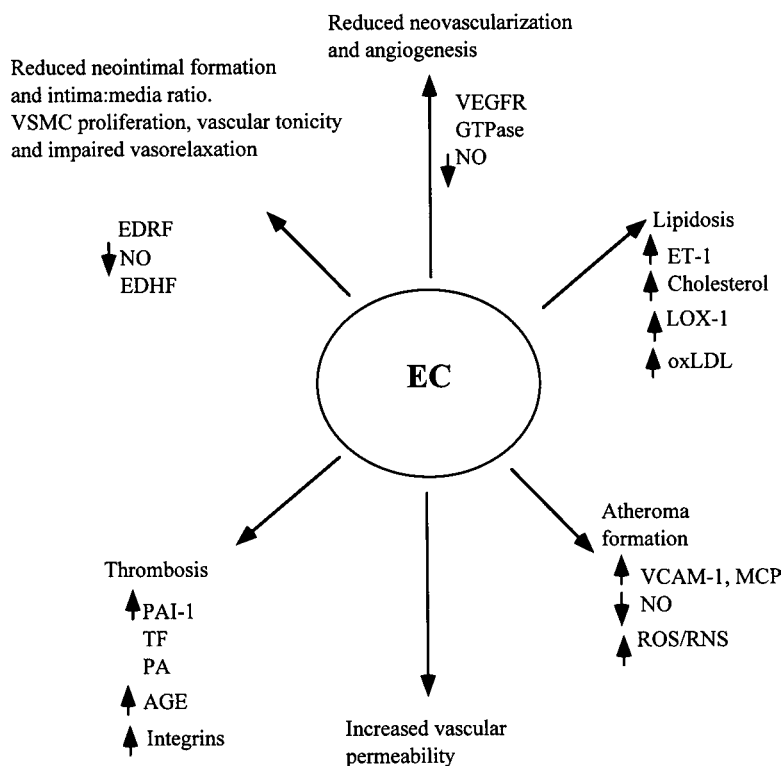 Reduced neovascularization
and angiogenesis
VEGFR
GTPase
NO
Reduced neointimal formation
and intima:media ratio.
VSMC proliferation, vascular tonicity
and impaired vasorelaxation
EDRF
NO
EDHF
Lipidosis
ET-1
Cholesterol
LOX-1
oxLDL
EC
Atheroma
formation
VCAM-1, MCP
NO
ROS/RNS
Thrombosis
PAI-1
TF
PA
AGE
Integrins
Increased vascular
permeability